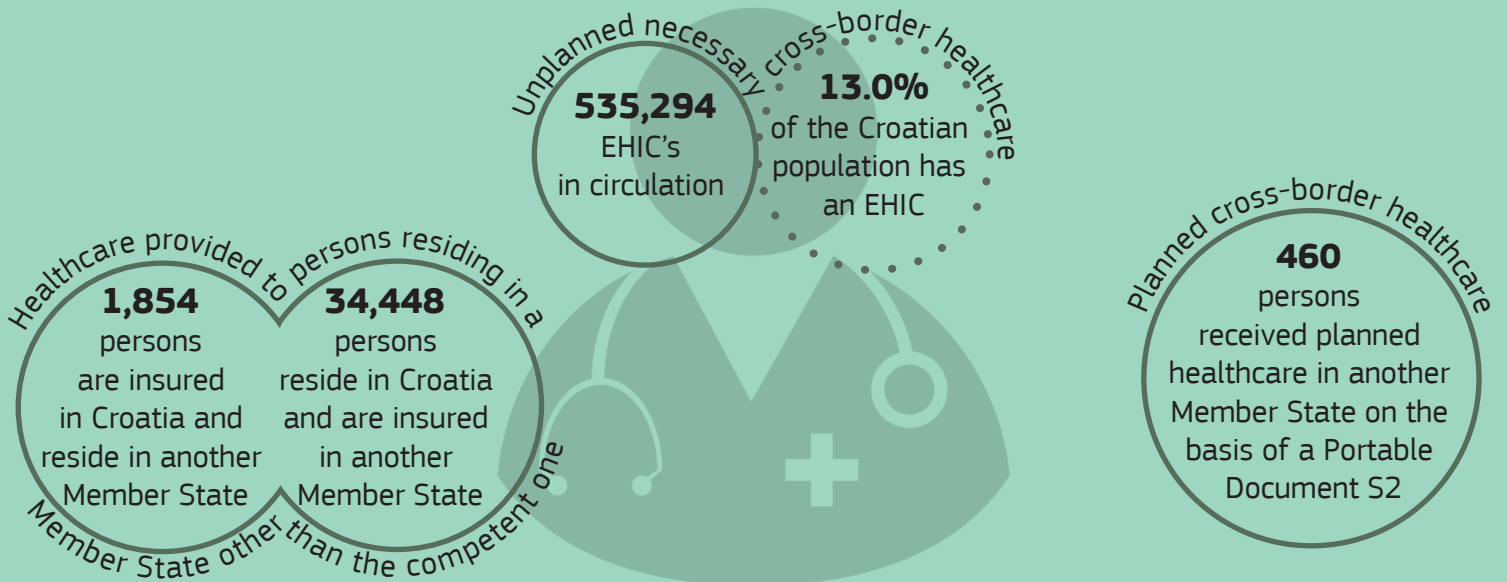 Unplanned necessary cross-border healthcare
535,294
EHIC's
in circulation
13.0%
of the Croatian
population has
an EHIC
Healthcare provided to persons residing in a
Member State other than the competent one
1,854
persons
are insured
in Croatia and
reside in another
Member State
34,448
persons
reside in Croatia
and are insured
in another
Member State
Planned cross-border healthcare
460
persons
received planned
healthcare in another
Member State on the
basis of a Portable
Document S2